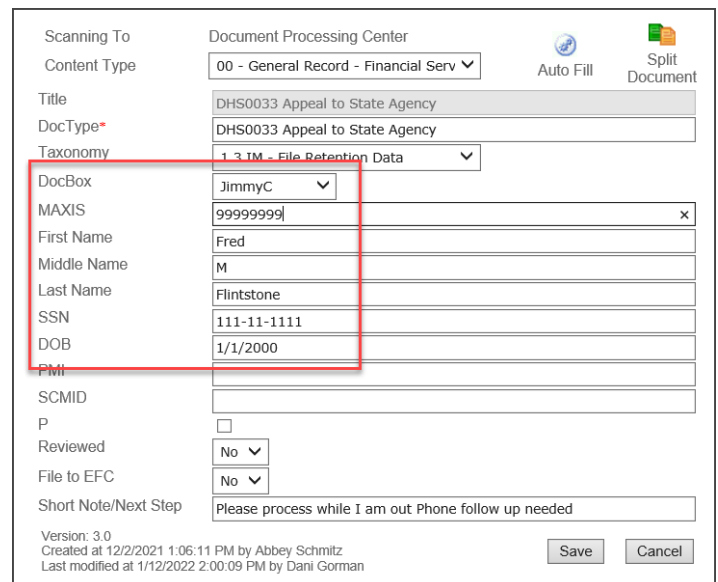 Scanning To Document Processing Center
Content Type 00 - General Record - Financial Serv
Auto Fill
Split
Document
Title DHS0033 Appeal to State Agency
DocType* DHS0033 Appeal to State Agency
Taxonomy 1.3 IM - File Retention Data
DocBox JimmyC
MAXIS 99999999 ×
First Name Fred
Middle Name M
Last Name Flintstone
SSN 111-11-1111
DOB 1/1/2000
PMI
SCMID
P
Reviewed No
File to EFC No
Short Note/Next Step Please process while I am out Phone follow up needed
Version: 3.0
Created at 12/2/2021 1:06:11 PM by Abbey Schmitz
Last modified at 1/12/2022 2:00:09 PM by Dani Gorman
Save Cancel